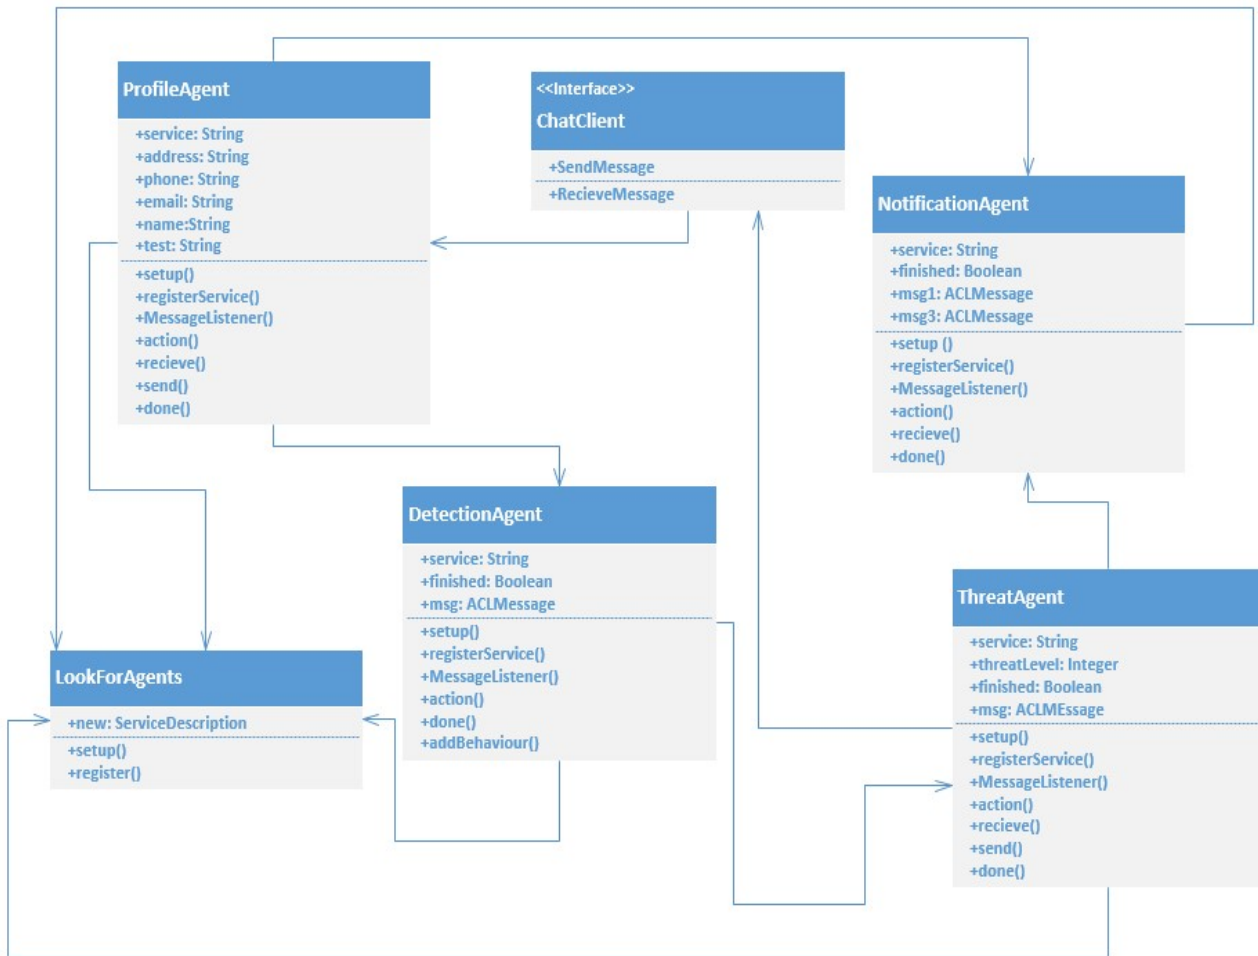 ProfileAgent
+service: String
+address: String
+phone: String
+email: String
+name:String
+test: String
+setup()
+registerService()
+MessageListener()
+action()
+recieve()
+send()
+done()
<<Interface>>
ChatClient
+SendMessage
+RecieveMessage
NotificationAgent
+service: String
+finished: Boolean
+msg1: ACLMessage
+msg3: ACLMessage
+setup ()
+registerService()
+MessageListener()
+action()
+recieve()
+done()
DetectionAgent
+service: String
+finished: Boolean
+msg: ACLMessage
+setup()
+registerService()
+MessageListener()
+action()
+done()
+addBehaviour()
ThreatAgent
+service: String
+threatLevel: Integer
+finished: Boolean
+msg: ACLMEssage
+setup()
+registerService()
+MessageListener()
+action()
+recieve()
+send()
+done()
LookForAgents
+new: ServiceDescription
+setup()
+register()